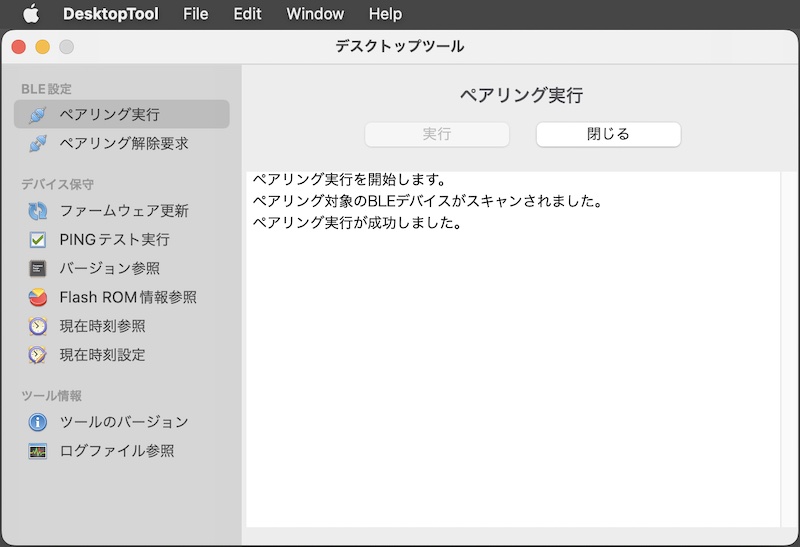 DesktopTool File Edit Window Help
デスクトップツール
BLE設定
ペアリング実行
ペアリング解除要求
デバイス保守
ファームウェア更新
PINGテスト実行
バージョン参照
Flash ROM情報参照
現在時刻参照
現在時刻設定
ツール情報
ツールのバージョン
ログファイル参照
ペアリング実行
実行 閉じる
ペアリング実行を開始します。
ペアリング対象のBLEデバイスがスキャンされました。
ペアリング実行が成功しました。